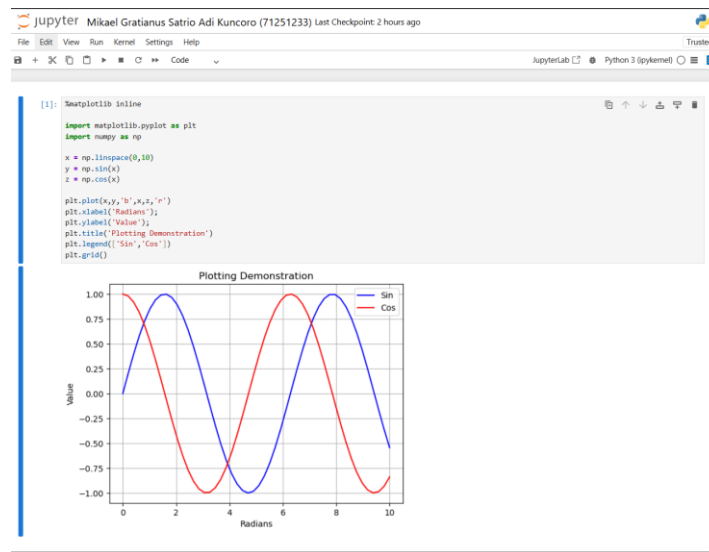 jupyter Mikael Gratianus Satrio Adi Kuncoro (71251233) Last Checkpoint: 2 hours ago
File Edit View Run Kernel Settings Help
Code JupyterLab Python 3 (ipykernel)
[1]: %matplotlib inline
import matplotlib.pyplot as plt
import numpy as np
x = np.linspace(0,10)
y = np.sin(x)
z = np.cos(x)
plt.plot(x,y,'b',x,z,'r')
plt.xlabel('Radians');
plt.ylabel('Value');
plt.title('Plotting Demonstration')
plt.legend(['Sin','Cos'])
plt.grid()
Plotting Demonstration
Sin
Cos
1.00
0.75
0.50
0.25
0.00
−0.25
−0.50
−0.75
−1.00
Value
0 2 4 6 8 10
Radians